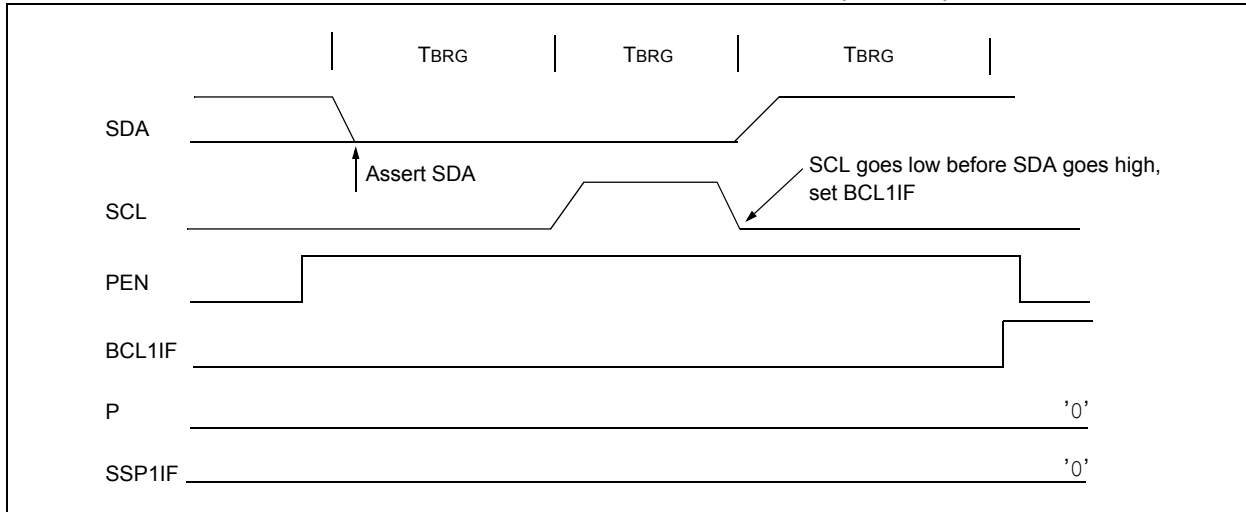 TBRG TBRG TBRG
SDA
Assert SDA
SCL goes low before SDA goes high,
set BCL1IF
SCL
PEN
BCL1IF
P '0'
SSP1IF '0'